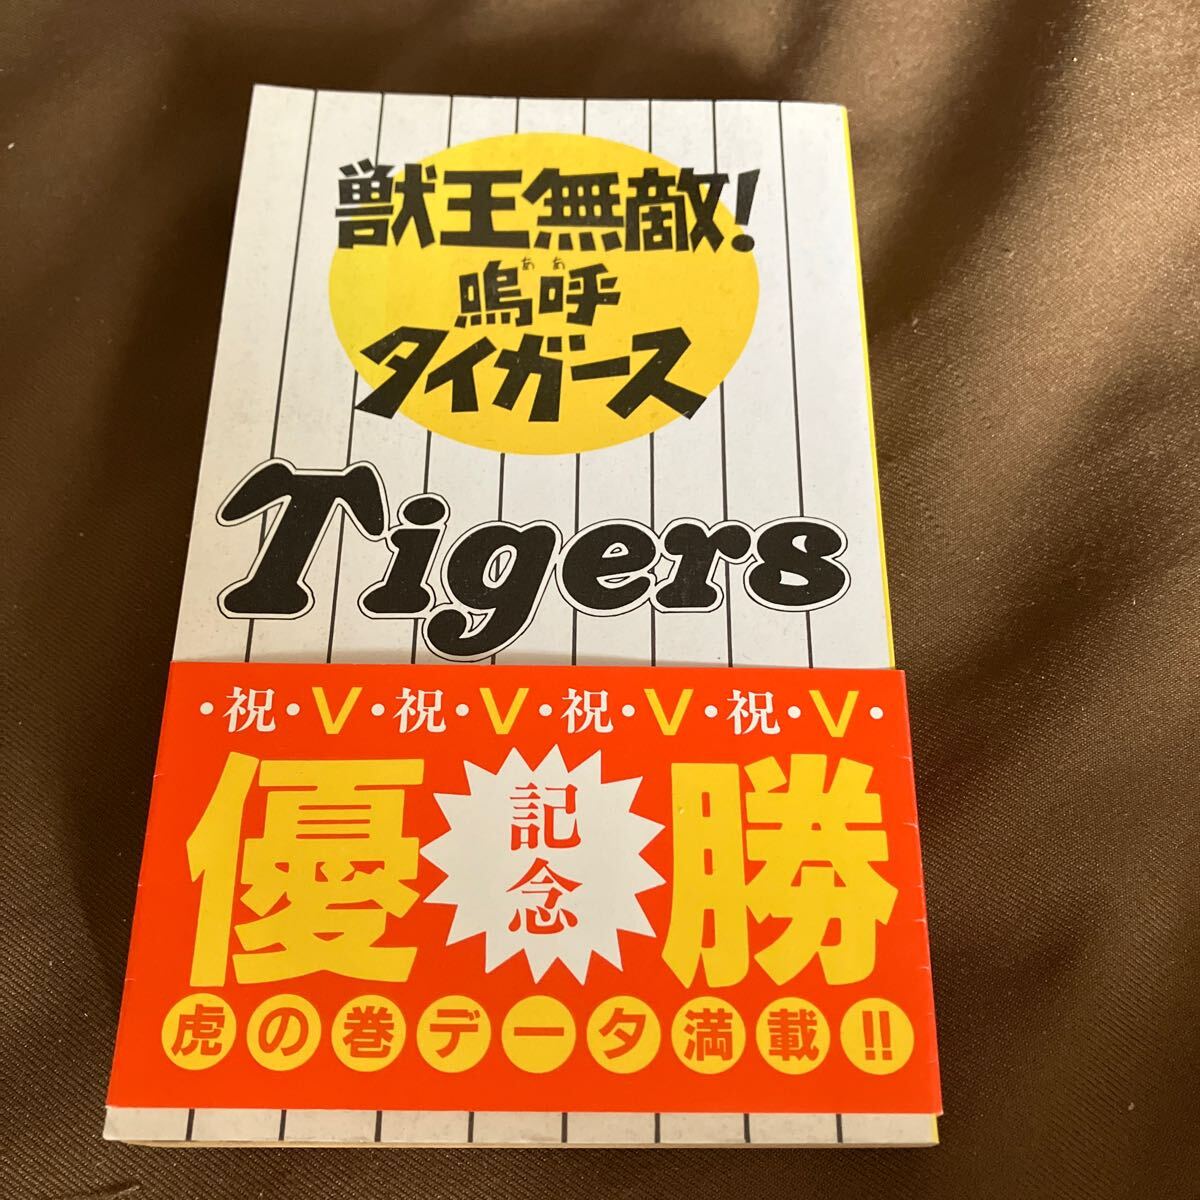 獣王無敵!
ああ
嗚呼
タイガース
Tigers
・祝・V・祝・V・祝・V・祝・V・
優記念勝
虎の巻データ満載!!